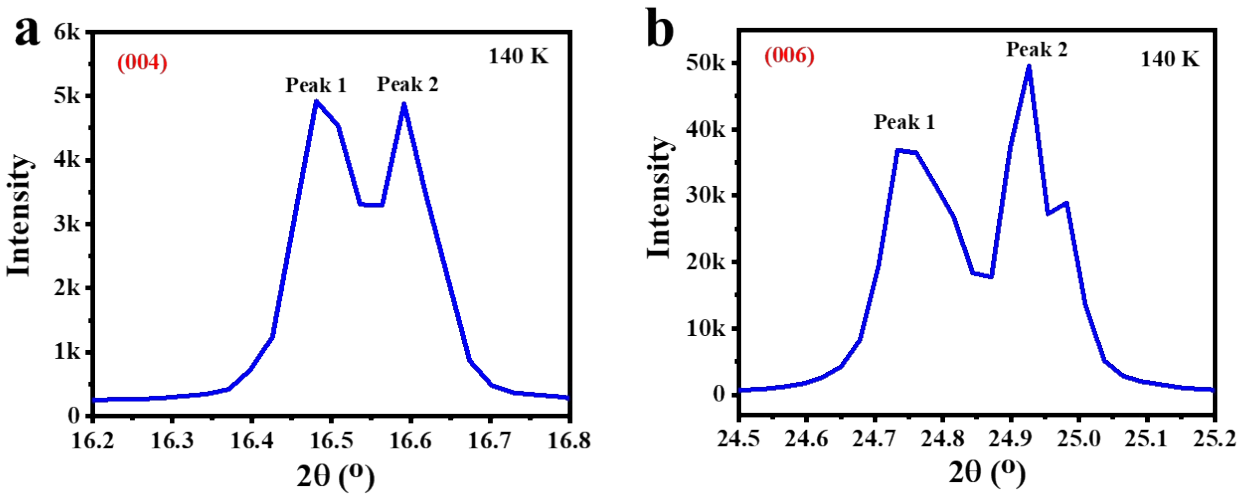 a
(004)
140 K
Peak 1
Peak 2
6k
5k
4k
3k
2k
1k
0
Intensity
16.2 16.3 16.4 16.5 16.6 16.7 16.8
2θ (º)
b
(006)
140 K
Peak 1
Peak 2
50k
40k
30k
20k
10k
0
Intensity
24.5 24.6 24.7 24.8 24.9 25.0 25.1 25.2
2θ (º)